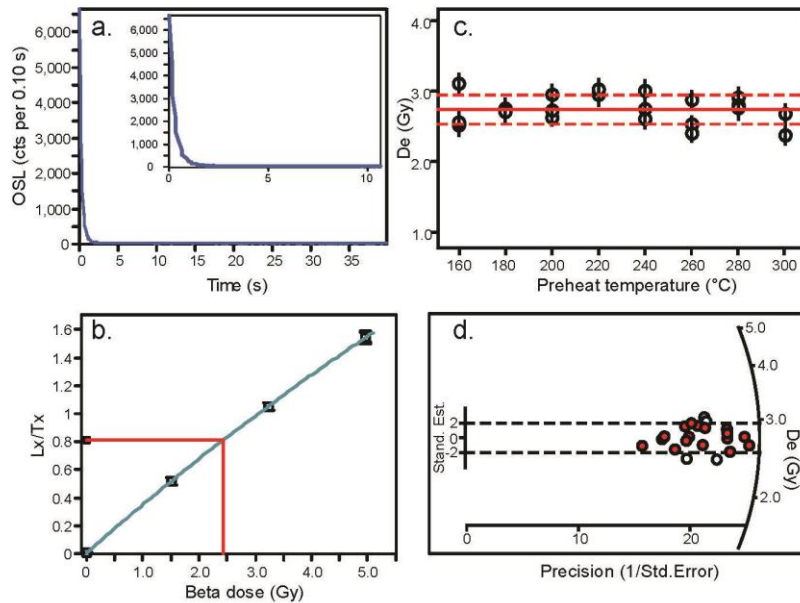 a.
OSL (cts per 0.10 s)
6,000
5,000
4,000
3,000
2,000
1,000
0
0 5 10 15 20 25 30 35
Time (s)
6,000
5,000
4,000
3,000
2,000
1,000
0
0 5 10
c.
De (Gy)
4.0
3.0
2.0
1.0
160 180 200 220 240 260 280 300
Preheat temperature (°C)
b.
Lx/Tx
1.6
1.4
1.2
1.0
0.8
0.6
0.4
0.2
0
0 1.0 2.0 3.0 4.0 5.0
Beta dose (Gy)
d.
Stand. Est.
2
0
-2
5.0
4.0
3.0
2.0
De (Gy)
0 10 20
Precision (1/Std.Error)